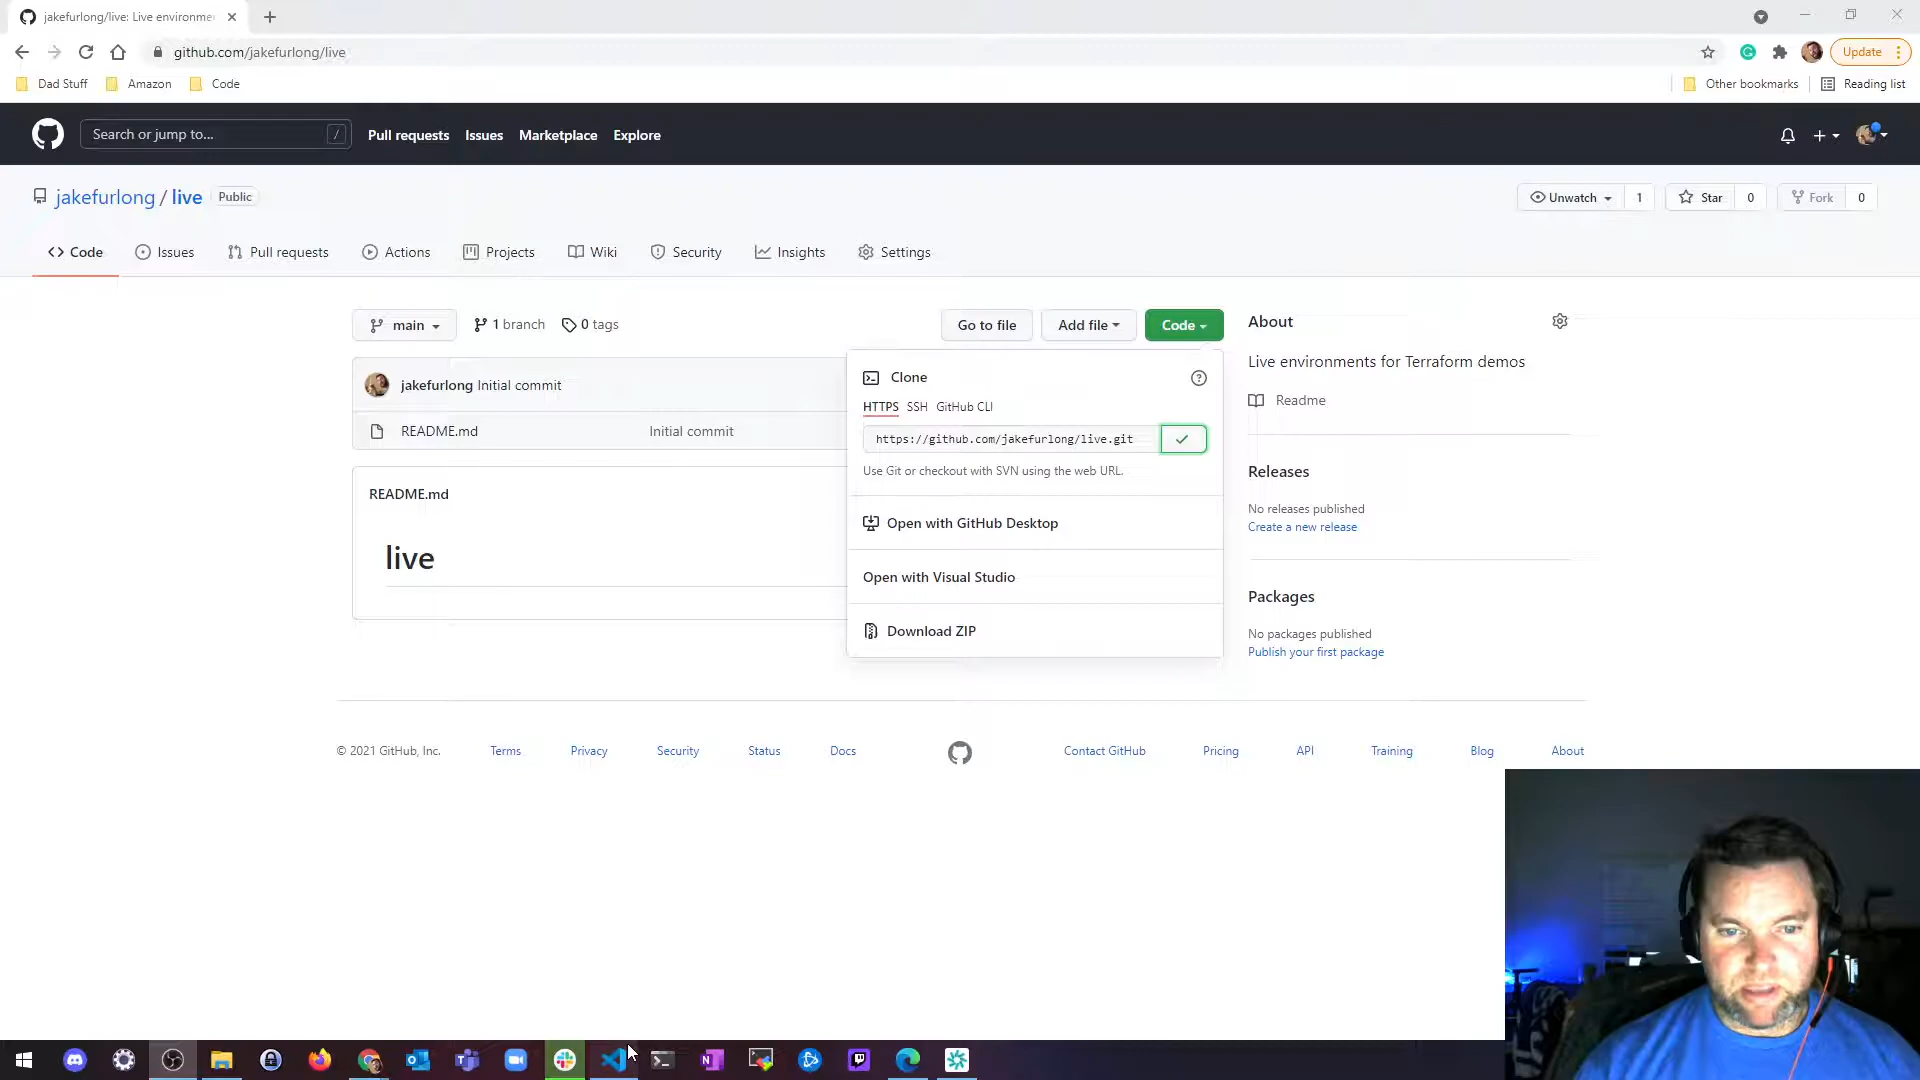 jakefurlong/live: Live environme
github.com/jakefurlong/live
Update
Dad Stuff
Amazon
Code
Other bookmarks
Reading list
Search or jump to...
/
Pull requests
Issues
Marketplace
Explore
jakefurlong / live
Public
Unwatch
1
Star
0
Fork
0
Code
Issues
Pull requests
Actions
Projects
Wiki
Security
Insights
Settings
main
1 branch
0 tags
Go to file
Add file
Code
About
Live environments for Terraform demos
Readme
jakefurlong Initial commit
README.md
Initial commit
Clone
HTTPS
SSH
GitHub CLI
https://github.com/jakefurlong/live.git
Use Git or checkout with SVN using the web URL.
Open with GitHub Desktop
Open with Visual Studio
Download ZIP
README.md
live
Releases
No releases published
Create a new release
Packages
No packages published
Publish your first package
© 2021 GitHub, Inc.
Terms
Privacy
Security
Status
Docs
Contact GitHub
Pricing
API
Training
Blog
About